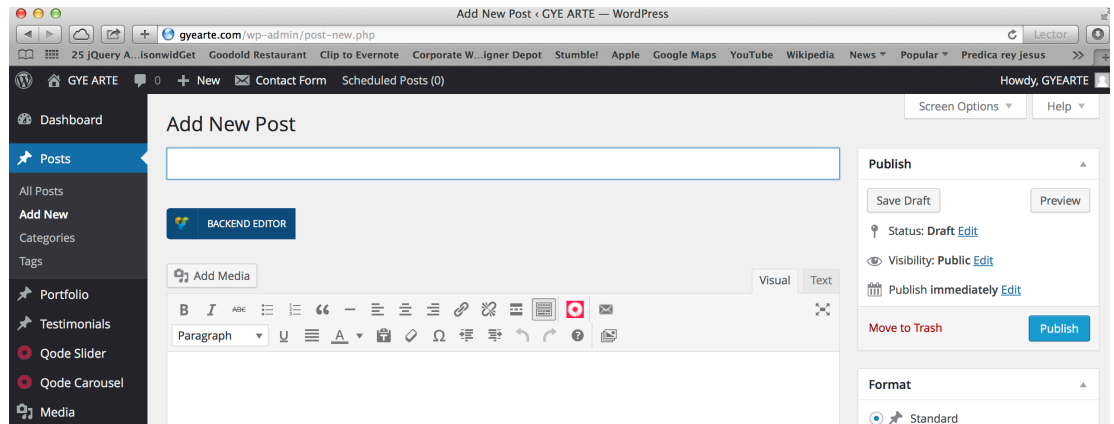 Add New Post ‹ GYE ARTE — WordPress
gyearte.com/wp-admin/post-new.php
Lector
25 jQuery A...isonwidGet Goodold Restaurant Clip to Evernote Corporate W...igner Depot Stumble! Apple Google Maps YouTube Wikipedia News Popular Predica rey jesus
GYE ARTE 0 + New Contact Form Scheduled Posts (0) Howdy, GYEARTE
Screen Options Help
Dashboard
Add New Post
Posts
All Posts
Add New
Categories
Tags
Portfolio
Testimonials
Qode Slider
Qode Carousel
Media
BACKEND EDITOR
Add Media
Visual Text
B I ABC
Paragraph U A Ω
Publish
Save Draft Preview
Status: Draft Edit
Visibility: Public Edit
Publish immediately Edit
Move to Trash Publish
Format
Standard